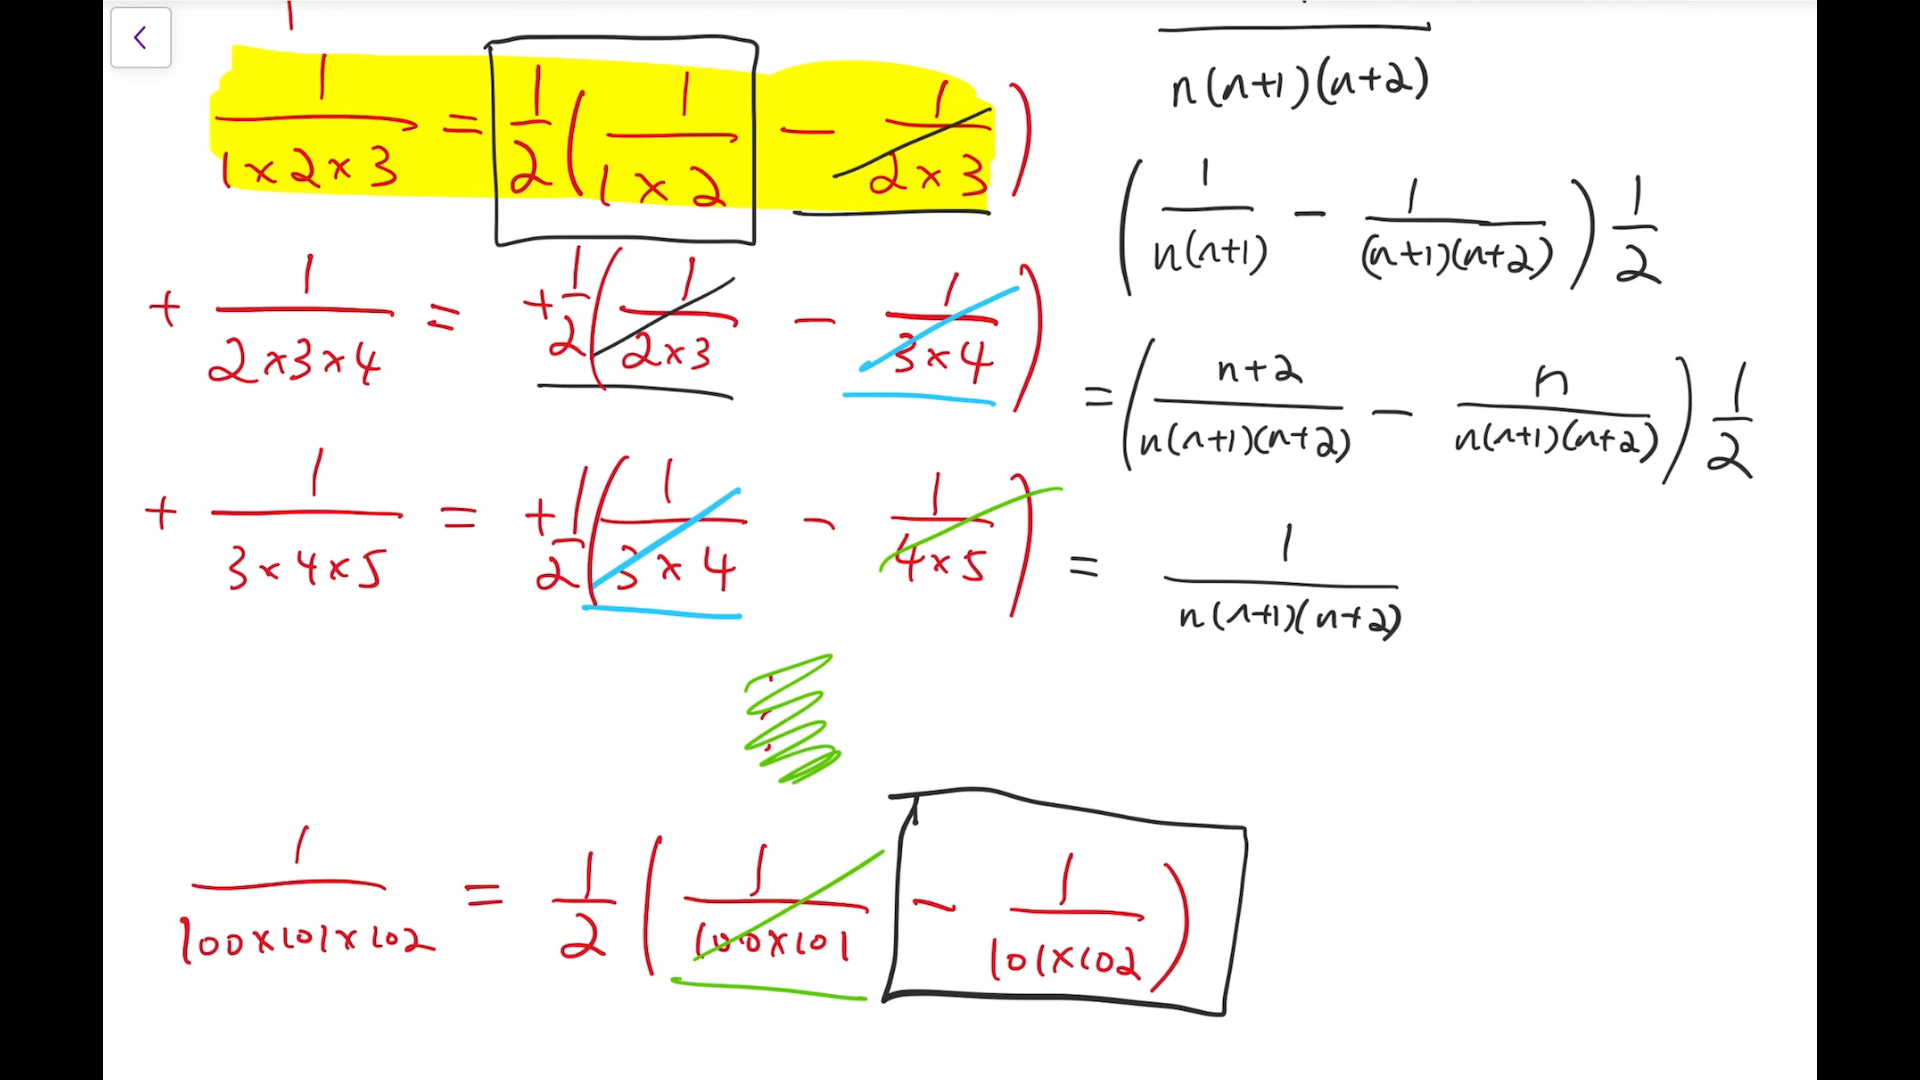 1/(1×2×3) = 1/2 (1/(1×2) − 1/(2×3))
+ 1/(2×3×4) = +1/2 (1/(2×3) − 1/(3×4))
+ 1/(3×4×5) = +1/2 (1/(3×4) − 1/(4×5))
1/(100×101×102) = 1/2 (1/(100×101) − 1/(101×102))
n(n+1)(n+2)
(1/(n(n+1)) − 1/((n+1)(n+2))) 1/2
= ((n+2)/(n(n+1)(n+2)) − n/(n(n+1)(n+2))) 1/2
= 1/(n(n+1)(n+2))